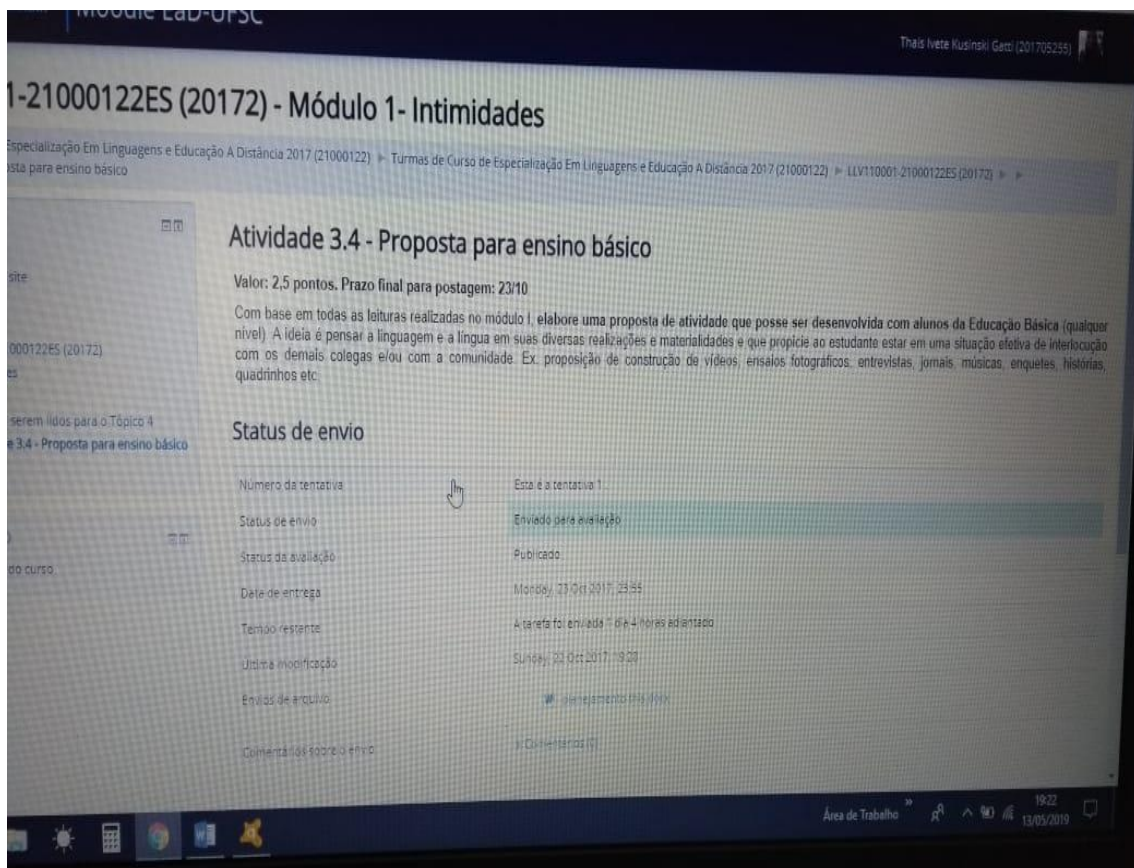 Moodle EaD-UFSC
Thais Ivete Kusinski Gatti (201705255)
1-21000122ES (20172) - Módulo 1- Intimidades
Especialização Em Linguagens e Educação A Distância 2017 (21000122) ► Turmas de Curso de Especialização Em Linguagens e Educação A Distância 2017 (21000122) ► LLV110001-21000122ES (20172) ► ►
osta para ensino básico
site
000122ES (20172)
es
serem lidos para o Tópico 4
e 3.4 - Proposta para ensino básico
do curso
Atividade 3.4 - Proposta para ensino básico
Valor: 2,5 pontos. Prazo final para postagem: 23/10
Com base em todas as leituras realizadas no módulo I, elabore uma proposta de atividade que posse ser desenvolvida com alunos da Educação Básica (qualquer
nível). A ideia é pensar a linguagem e a língua em suas diversas realizações e materialidades e que propicie ao estudante estar em uma situação efetiva de interlocução
com os demais colegas e/ou com a comunidade. Ex. proposição de construção de vídeos, ensaios fotográficos, entrevistas, jornais, músicas, enquetes, histórias,
quadrinhos etc.
Status de envio
Número da tentativa Esta é a tentativa 1.
Status de envio Enviado para avaliação
Status da avaliação Publicado
Data de entrega Monday, 23 Oct 2017, 23:55
Tempo restante A tarefa foi enviada 1 dia 4 horas adiantado
Última modificação Sunday, 22 Oct 2017,
Envios de arquivo
Comentários sobre o envio Comentários (0)
Área de Trabalho
19:22
13/05/2019